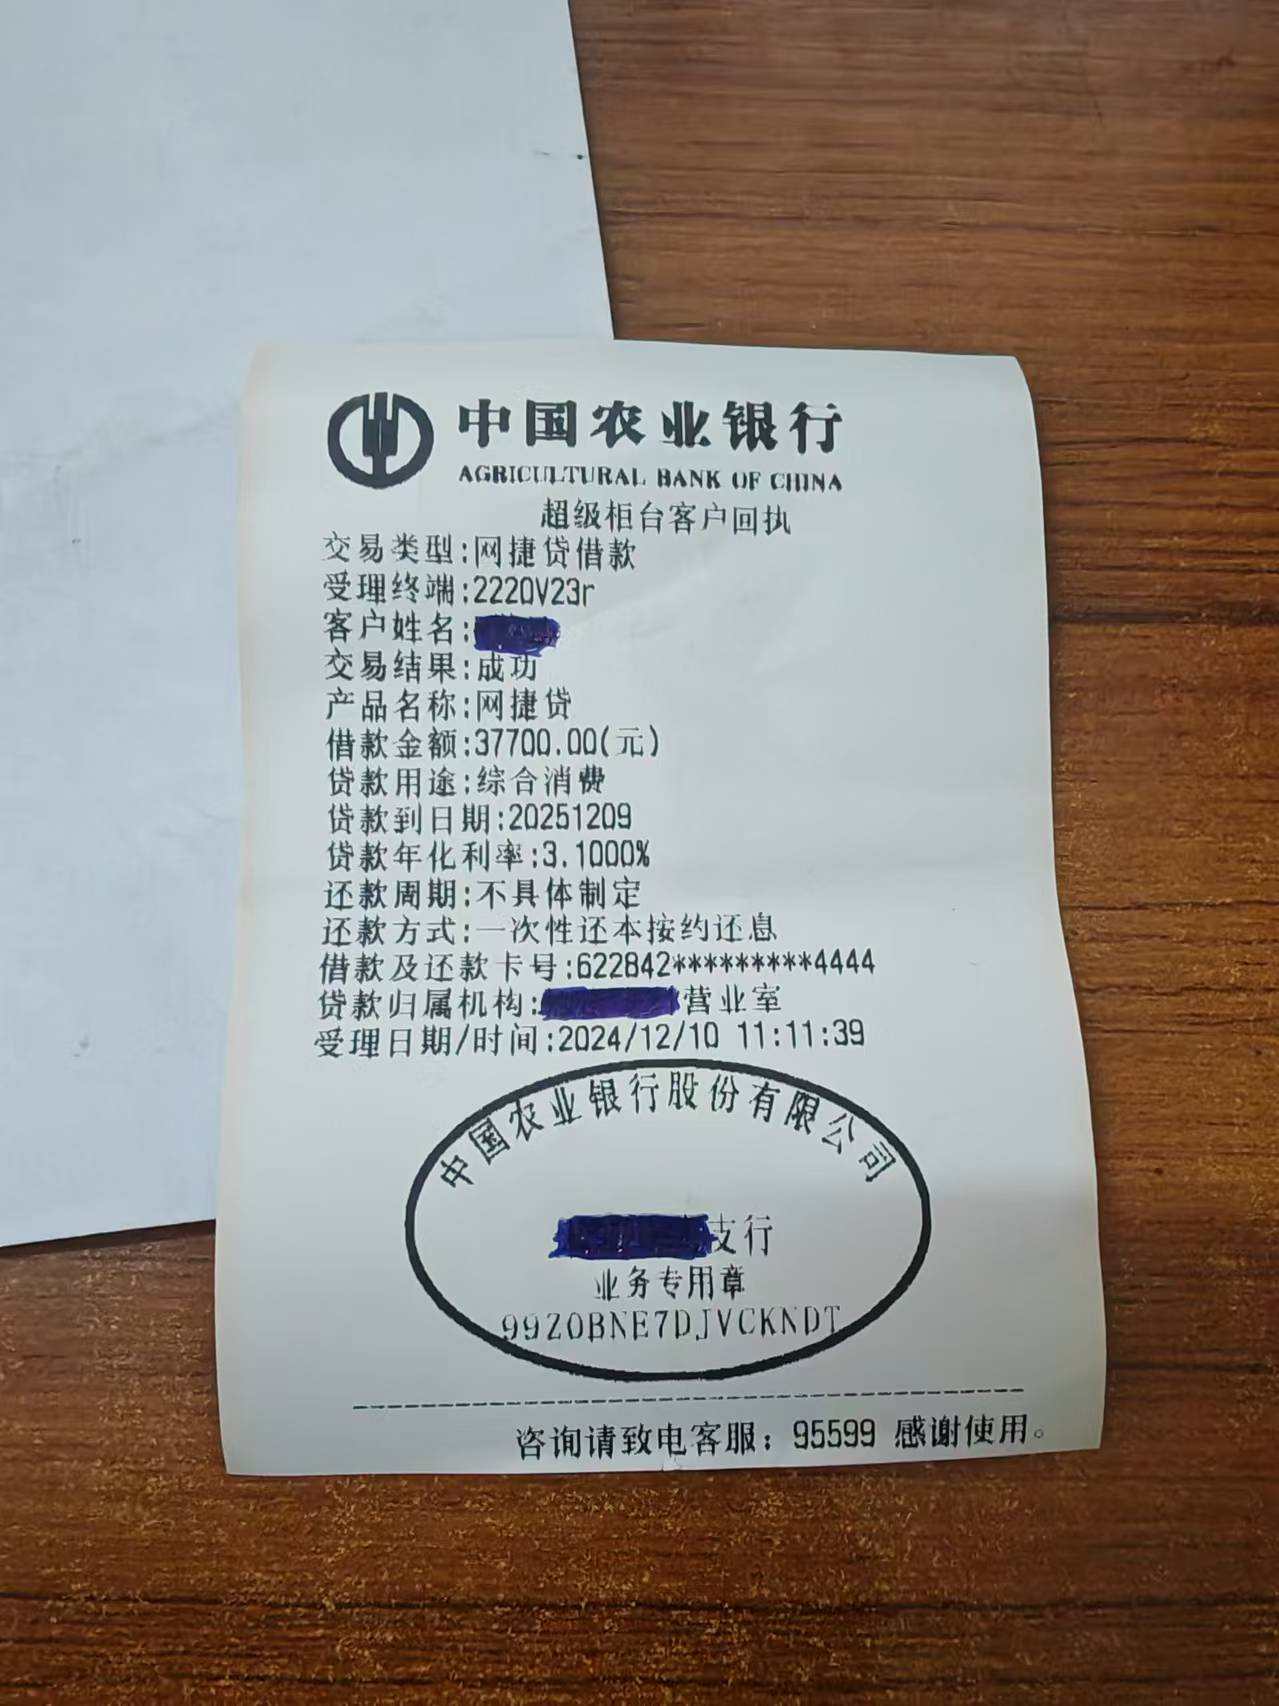 中国农业银行
AGRICULTURAL BANK OF CHINA
超级柜台客户回执
交易类型:网捷贷借款
受理终端:2220V23r
客户姓名:
交易结果:成功
产品名称:网捷贷
借款金额:37700.00(元)
贷款用途:综合消费
贷款到日期:20251209
贷款年化利率:3.1000%
还款周期:不具体制定
还款方式:一次性还本按约还息
借款及还款卡号:622842*********4444
贷款归属机构:营业室
受理日期/时间:2024/12/10 11:11:39
中国农业银行股份有限公司
支行
业务专用章
99Z0BNE7DJVCKNDT
咨询请致电客服：95599 感谢使用。